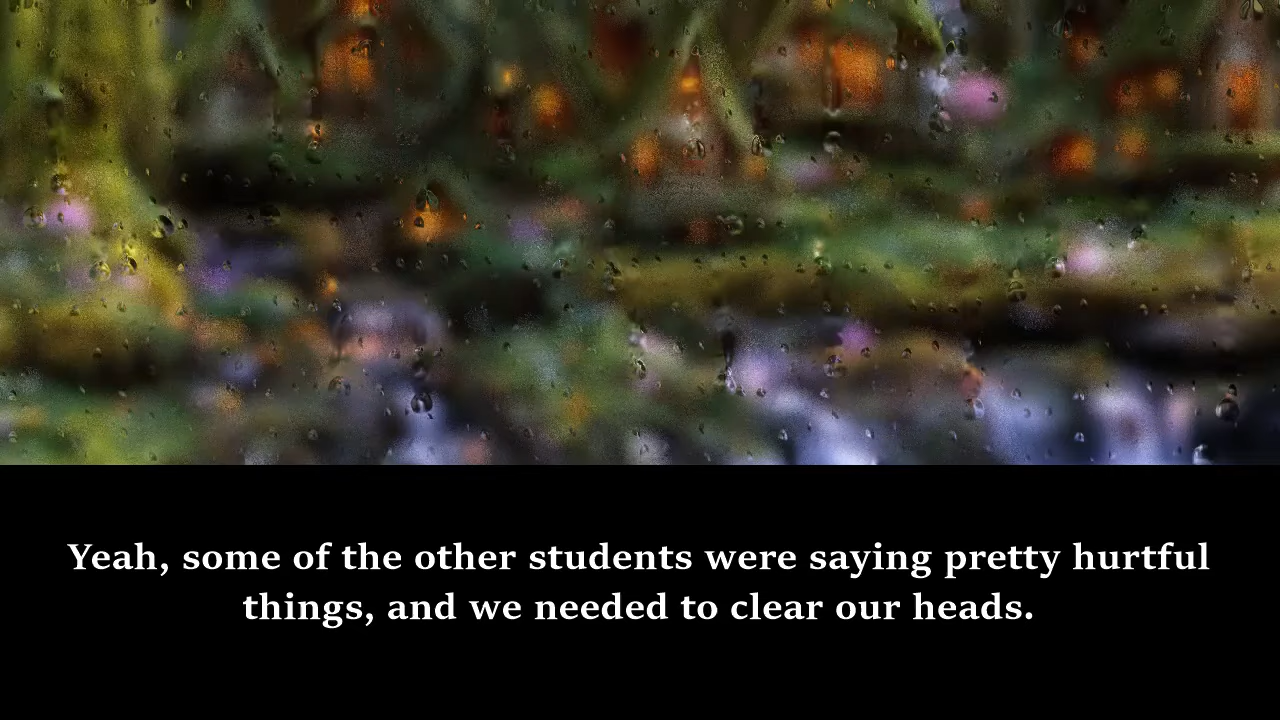 Yeah, some of the other students were saying pretty hurtful
things, and we needed to clear our heads.